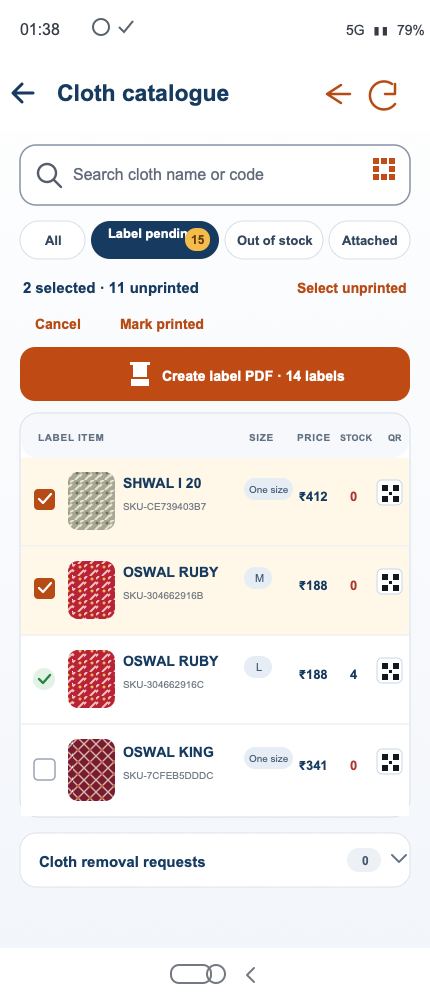 01:38 5G 79%
Cloth catalogue
Search cloth name or code
All Label pendin 15 Out of stock Attached
2 selected · 11 unprinted Select unprinted
Cancel Mark printed
Create label PDF · 14 labels
LABEL ITEM SIZE PRICE STOCK QR
SHWAL I 20 One size ₹412 0
SKU-CE739403B7
OSWAL RUBY M ₹188 0
SKU-304662916B
OSWAL RUBY L ₹188 4
SKU-304662916C
OSWAL KING One size ₹341 0
SKU-7CFEB5DDDC
Cloth removal requests 0